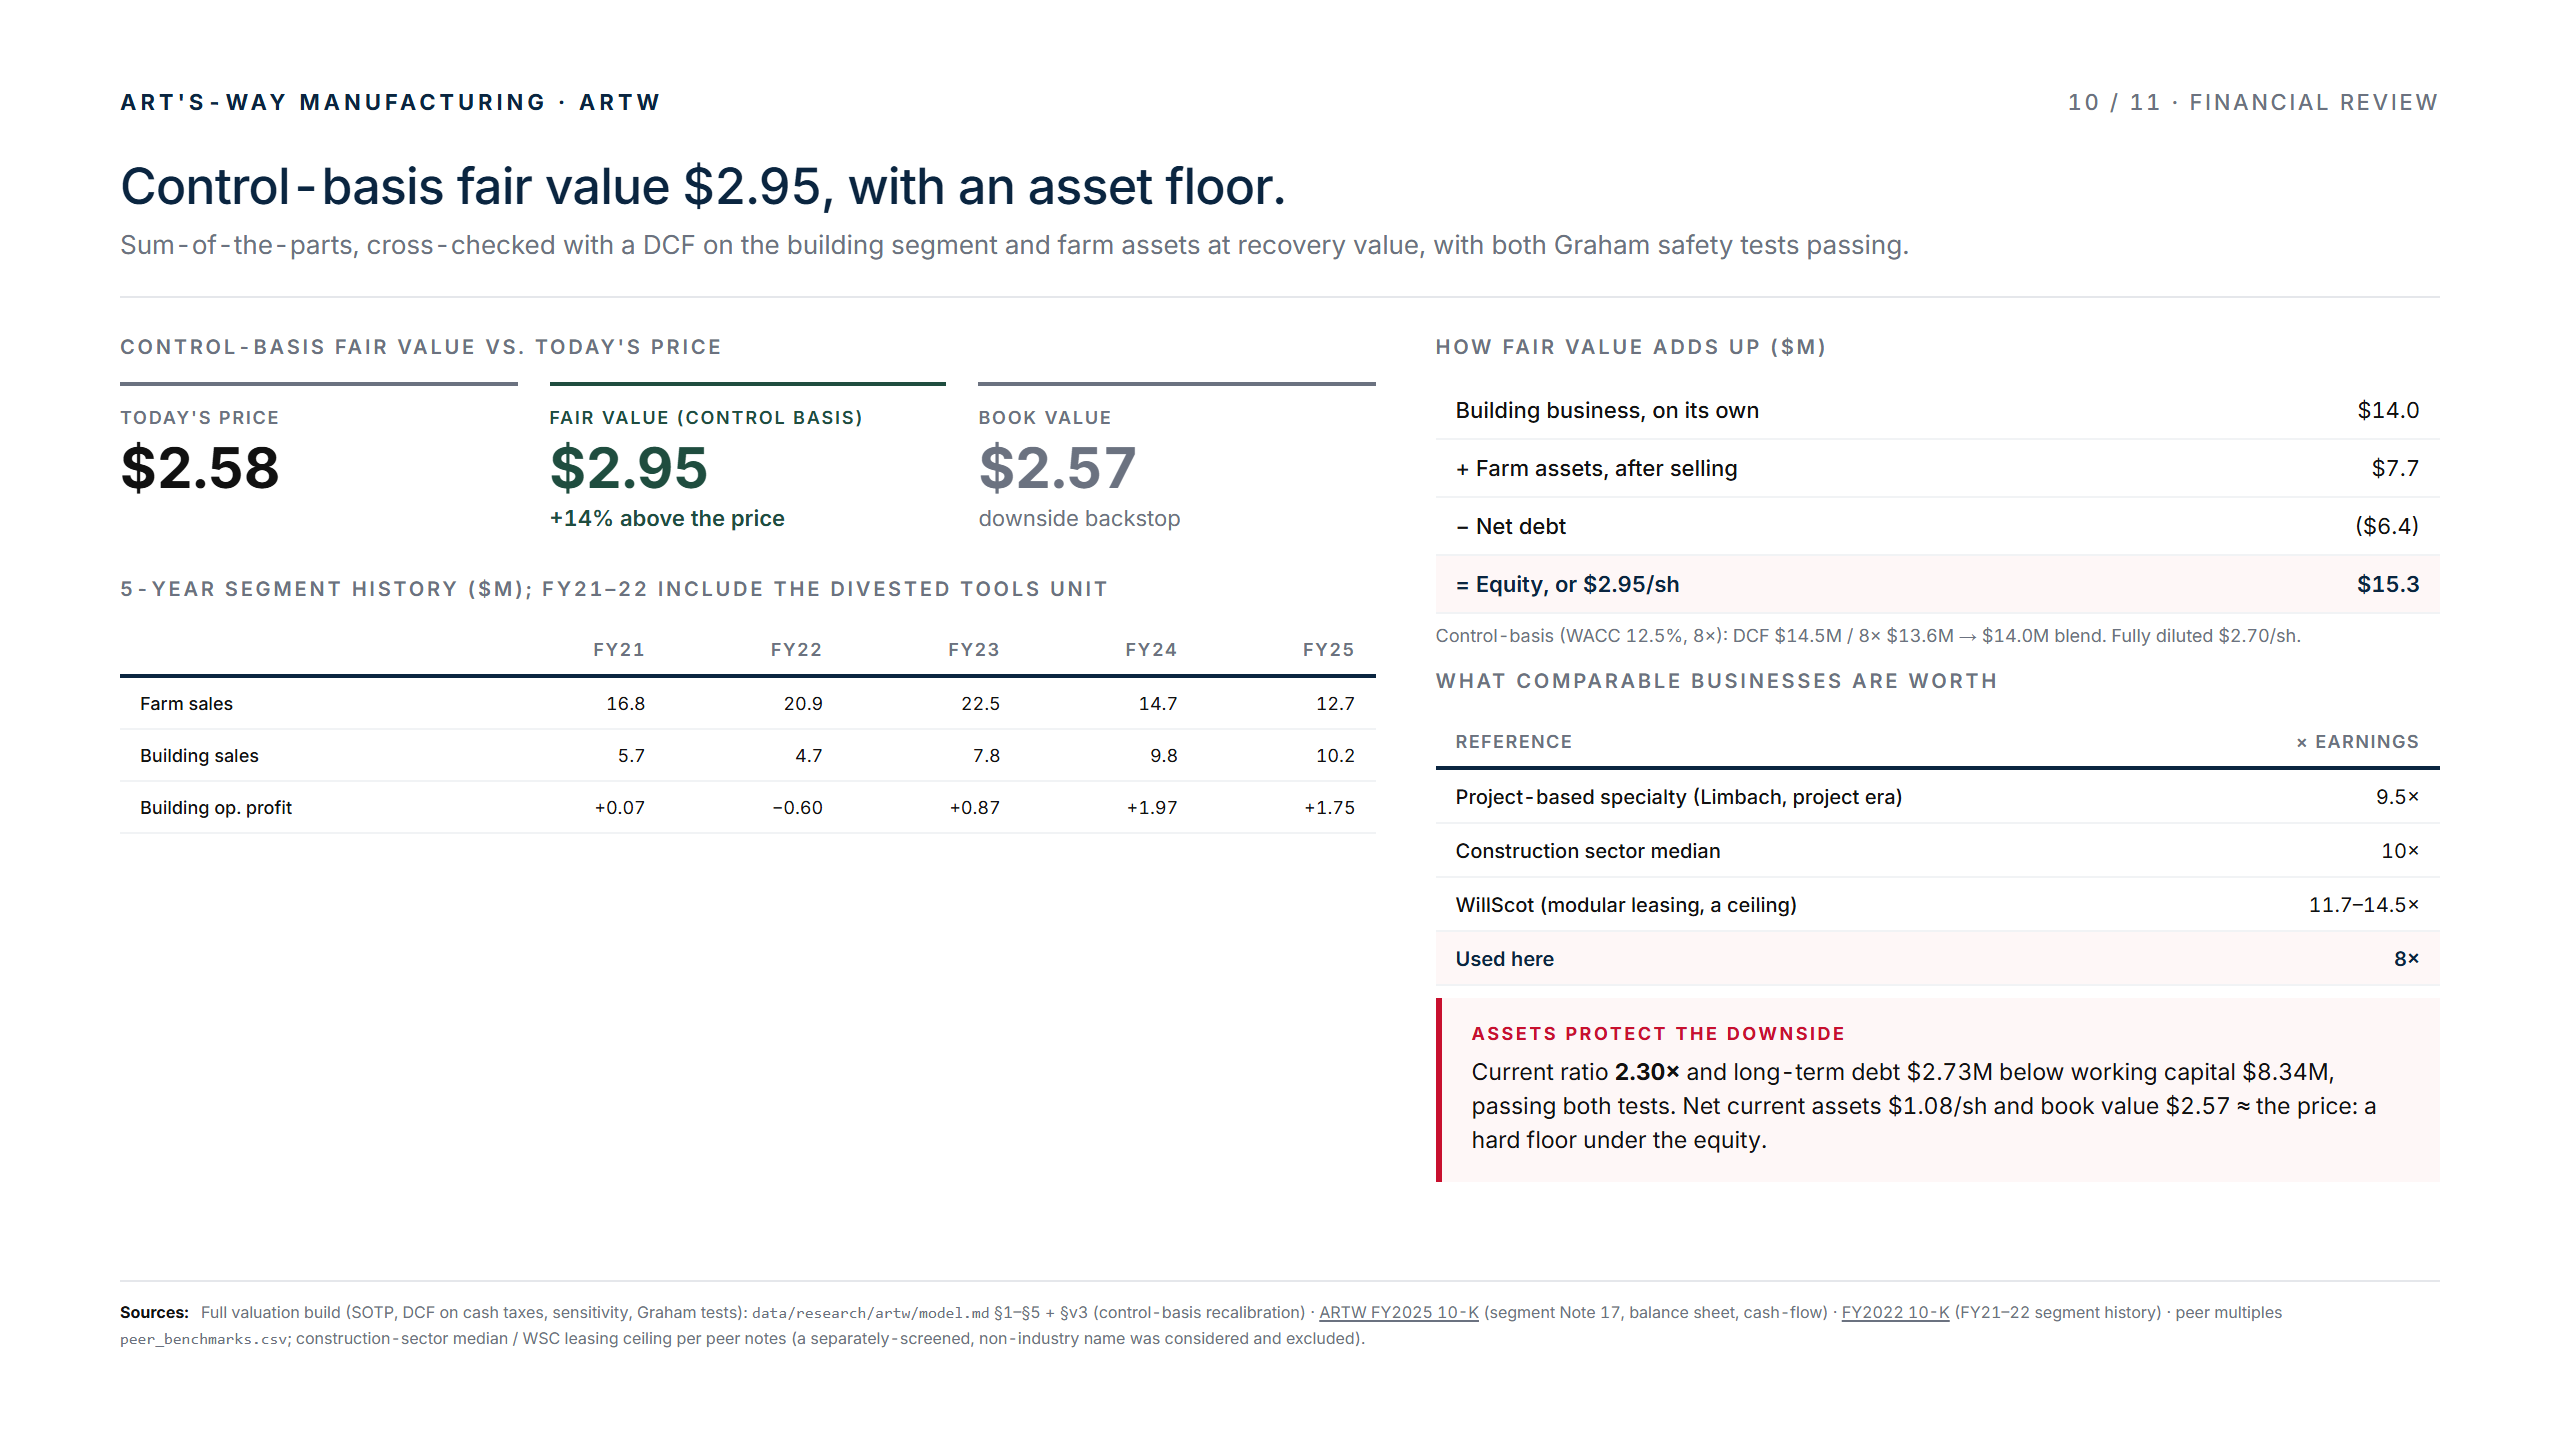 ART'S-WAY MANUFACTURING · ARTW
10 / 11 · FINANCIAL REVIEW
Control-basis fair value $2.95, with an asset floor.
Sum-of-the-parts, cross-checked with a DCF on the building segment and farm assets at recovery value, with both Graham safety tests passing.
CONTROL-BASIS FAIR VALUE VS. TODAY'S PRICE
TODAY'S PRICE
$2.58
FAIR VALUE (CONTROL BASIS)
$2.95
+14% above the price
BOOK VALUE
$2.57
downside backstop
5-YEAR SEGMENT HISTORY ($M); FY21–22 INCLUDE THE DIVESTED TOOLS UNIT
FY21 FY22 FY23 FY24 FY25
Farm sales 16.8 20.9 22.5 14.7 12.7
Building sales 5.7 4.7 7.8 9.8 10.2
Building op. profit +0.07 −0.60 +0.87 +1.97 +1.75
HOW FAIR VALUE ADDS UP ($M)
Building business, on its own $14.0
+ Farm assets, after selling $7.7
− Net debt ($6.4)
= Equity, or $2.95/sh $15.3
Control-basis (WACC 12.5%, 8×): DCF $14.5M / 8× $13.6M → $14.0M blend. Fully diluted $2.70/sh.
WHAT COMPARABLE BUSINESSES ARE WORTH
REFERENCE × EARNINGS
Project-based specialty (Limbach, project era) 9.5×
Construction sector median 10×
WillScot (modular leasing, a ceiling) 11.7–14.5×
Used here 8×
ASSETS PROTECT THE DOWNSIDE
Current ratio 2.30× and long-term debt $2.73M below working capital $8.34M,
passing both tests. Net current assets $1.08/sh and book value $2.57 ≈ the price: a
hard floor under the equity.
Sources: Full valuation build (SOTP, DCF on cash taxes, sensitivity, Graham tests): data/research/artw/model.md §1–§5 + §v3 (control-basis recalibration) · ARTW FY2025 10-K (segment Note 17, balance sheet, cash-flow) · FY2022 10-K (FY21–22 segment history) · peer multiples
peer_benchmarks.csv; construction-sector median / WSC leasing ceiling per peer notes (a separately-screened, non-industry name was considered and excluded).